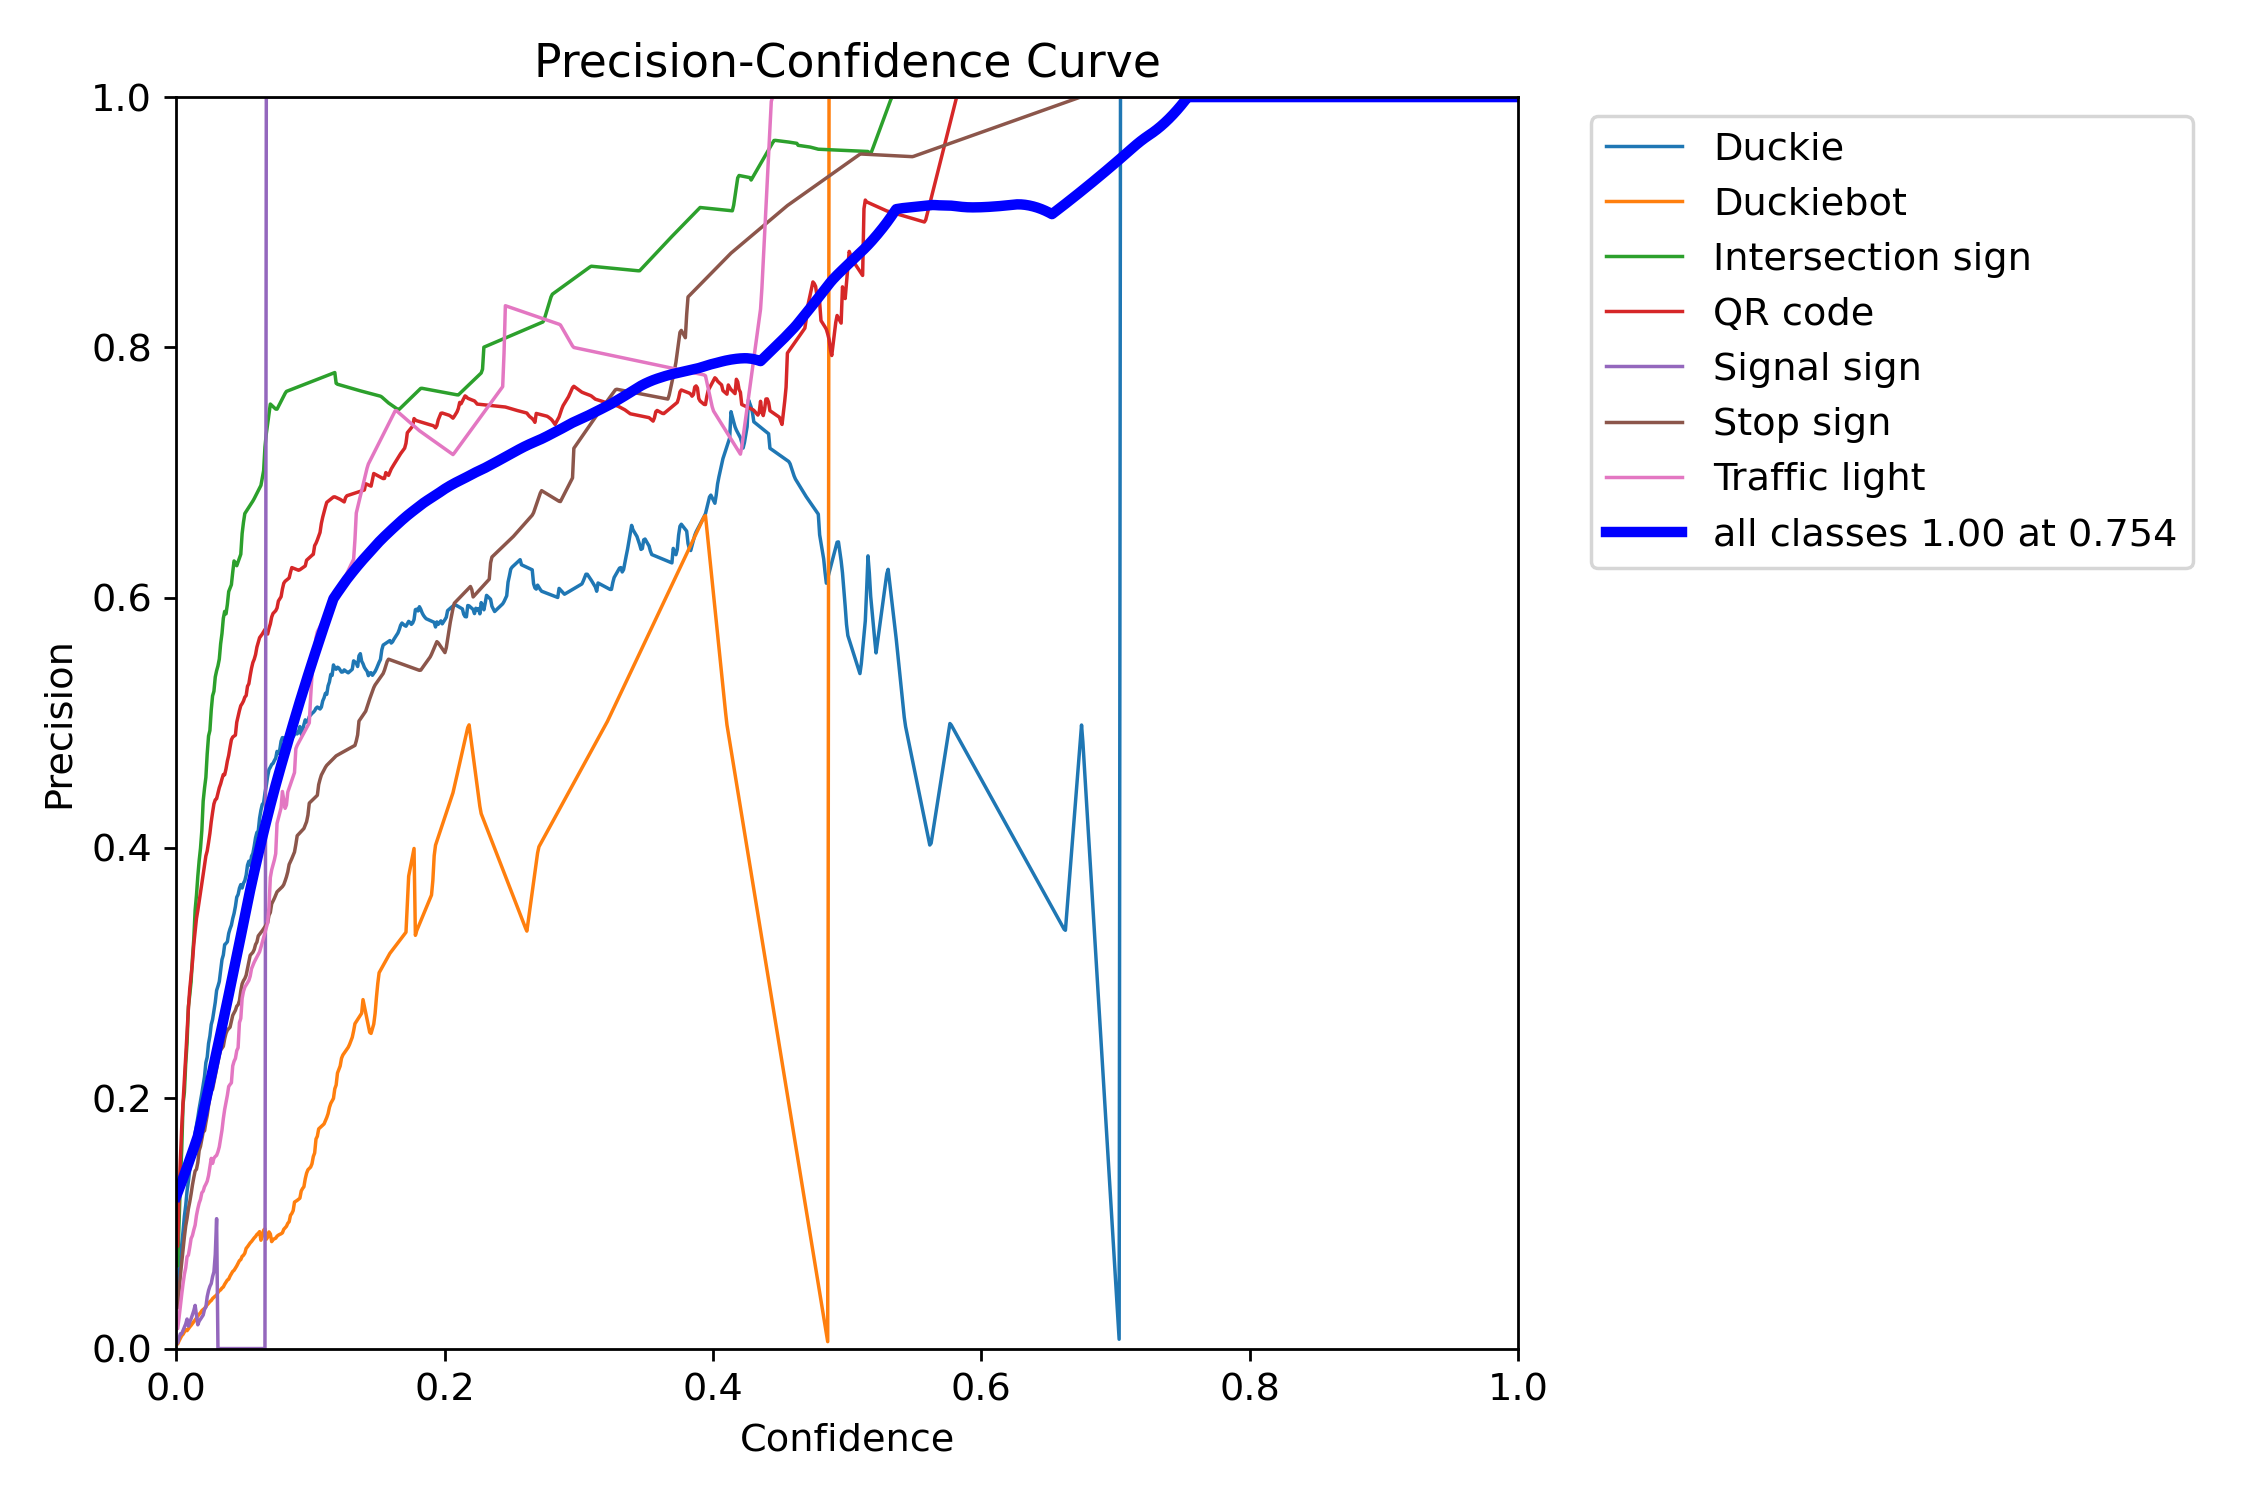 Precision-Confidence Curve
1.0
0.8
0.6
0.4
0.2
0.0
Precision
0.0 0.2 0.4 0.6 0.8 1.0
Confidence
Duckie
Duckiebot
Intersection sign
QR code
Signal sign
Stop sign
Traffic light
all classes 1.00 at 0.754